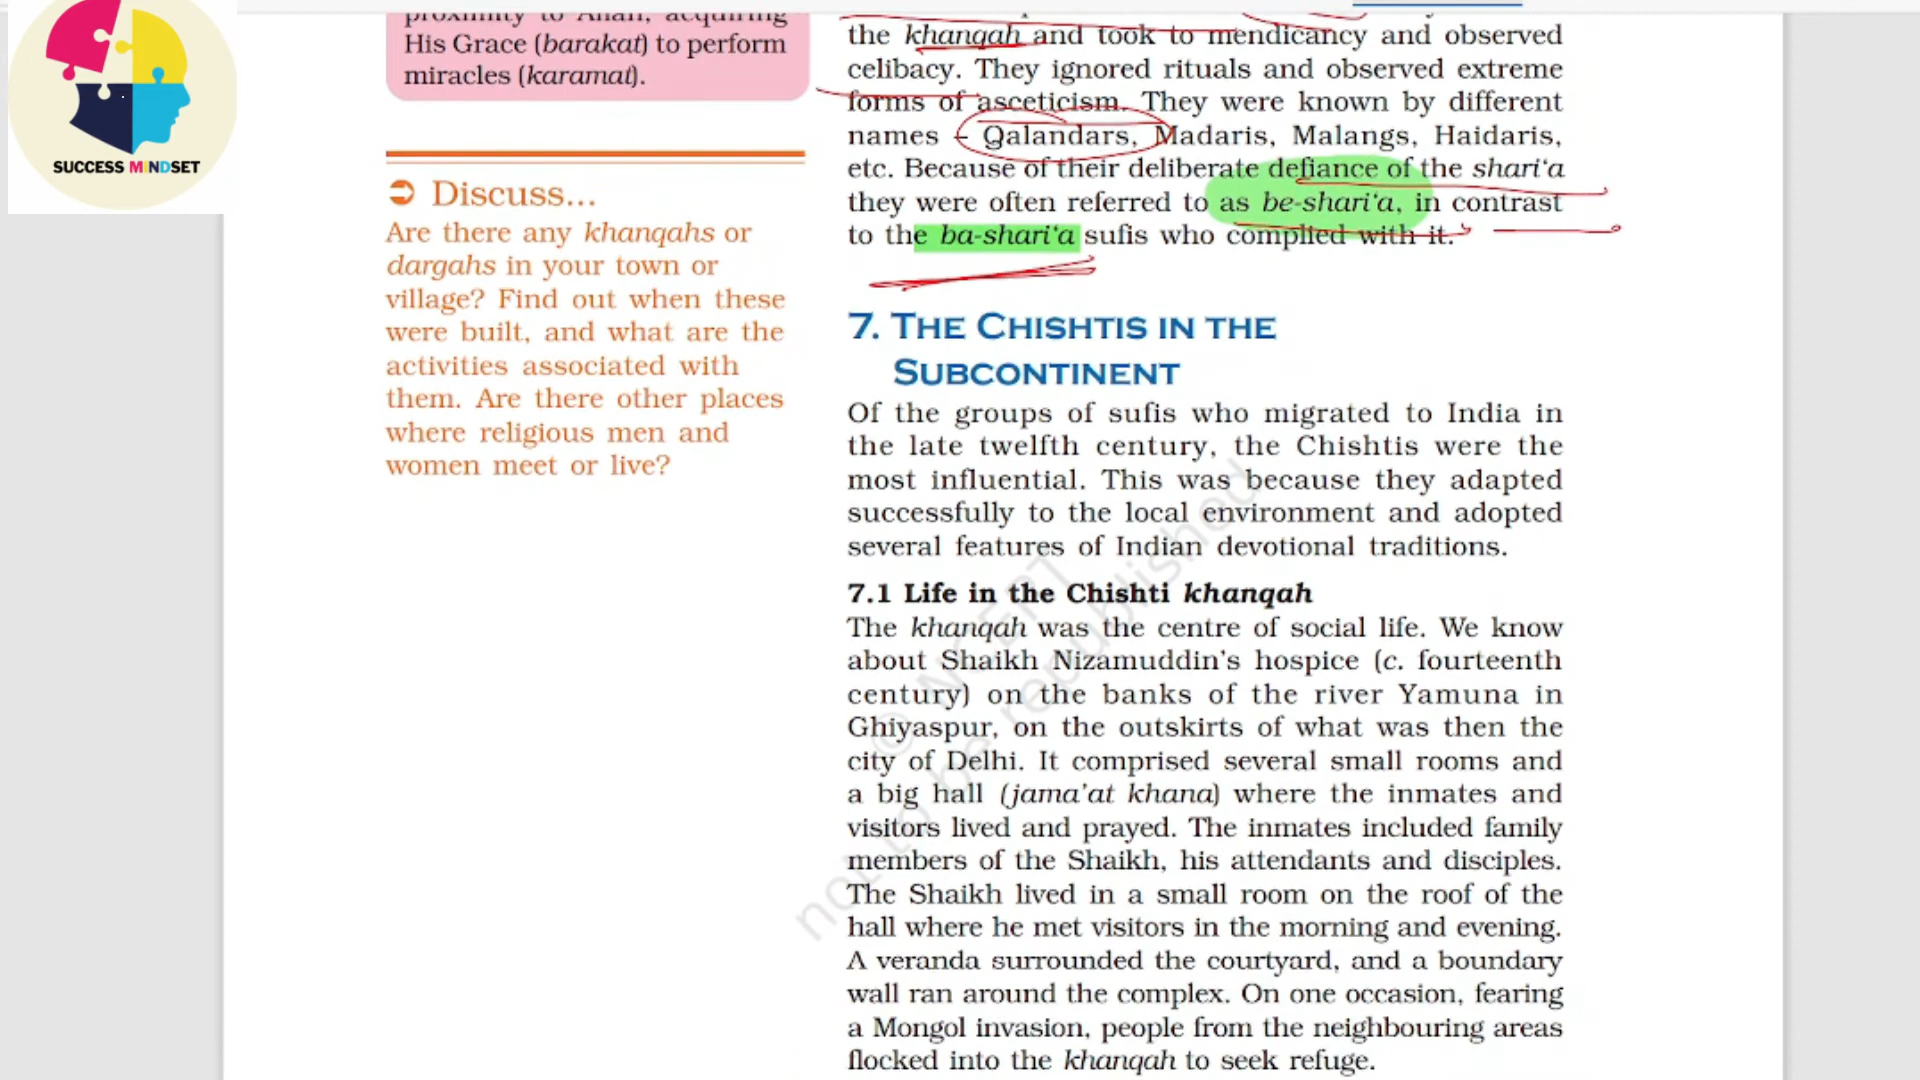 SUCCESS MINDSET
proximity to Allah, acquiring
His Grace (barakat) to perform
miracles (karamat).
Discuss...
Are there any khanqahs or
dargahs in your town or
village? Find out when these
were built, and what are the
activities associated with
them. Are there other places
where religious men and
women meet or live?
the khanqah and took to mendicancy and observed
celibacy. They ignored rituals and observed extreme
forms of asceticism. They were known by different
names – Qalandars, Madaris, Malangs, Haidaris,
etc. Because of their deliberate defiance of the shari‘a
they were often referred to as be-shari‘a, in contrast
to the ba-shari‘a sufis who complied with it.
7. THE CHISHTIS IN THE
SUBCONTINENT
Of the groups of sufis who migrated to India in
the late twelfth century, the Chishtis were the
most influential. This was because they adapted
successfully to the local environment and adopted
several features of Indian devotional traditions.
7.1 Life in the Chishti khanqah
The khanqah was the centre of social life. We know
about Shaikh Nizamuddin’s hospice (c. fourteenth
century) on the banks of the river Yamuna in
Ghiyaspur, on the outskirts of what was then the
city of Delhi. It comprised several small rooms and
a big hall (jama’at khana) where the inmates and
visitors lived and prayed. The inmates included family
members of the Shaikh, his attendants and disciples.
The Shaikh lived in a small room on the roof of the
hall where he met visitors in the morning and evening.
A veranda surrounded the courtyard, and a boundary
wall ran around the complex. On one occasion, fearing
a Mongol invasion, people from the neighbouring areas
flocked into the khanqah to seek refuge.
© NCERT
not to be republished